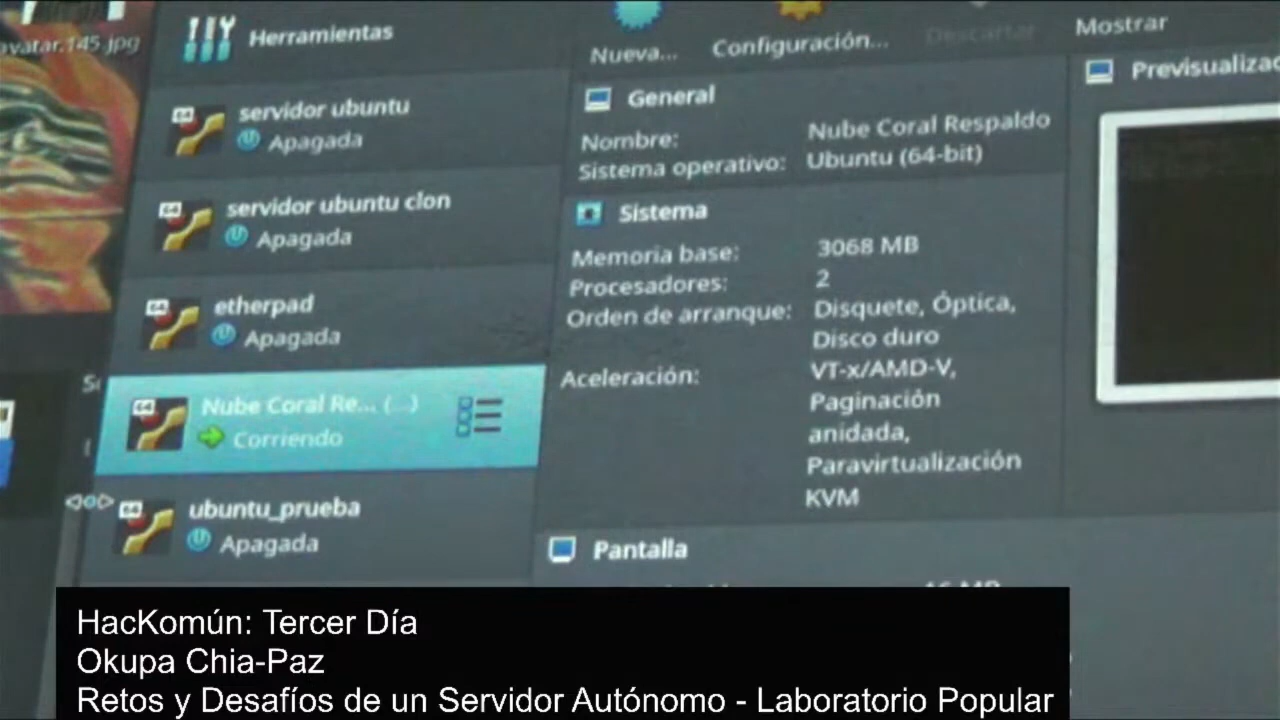 avatar.145.jpg
Herramientas
servidor ubuntu
Apagada
servidor ubuntu clon
Apagada
etherpad
Apagada
Nube Coral Re... (...)
Corriendo
ubuntu_prueba
Apagada
Nueva...
Configuración...
Descartar
Mostrar
General
Nombre:
Nube Coral Respaldo
Sistema operativo:
Ubuntu (64-bit)
Sistema
Memoria base:
3068 MB
Procesadores:
2
Orden de arranque:
Disquete, Óptica,
Disco duro
Aceleración:
VT-x/AMD-V,
Paginación
anidada,
Paravirtualización
KVM
Pantalla
Previsualizac
HacKomún: Tercer Día
Okupa Chia-Paz
Retos y Desafíos de un Servidor Autónomo - Laboratorio Popular